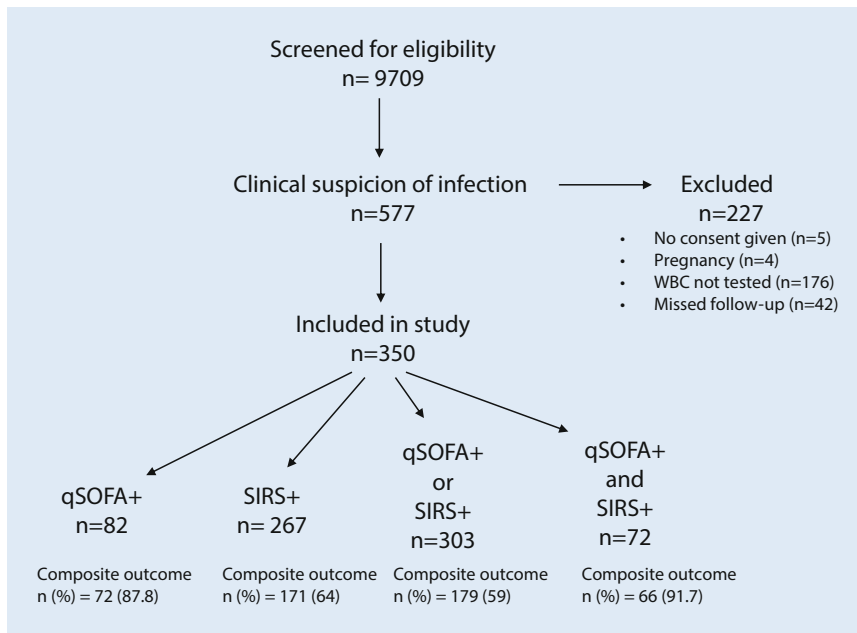 Screened for eligibility
n= 9709
Clinical suspicion of infection
n=577
Excluded
n=227
• No consent given (n=5)
• Pregnancy (n=4)
• WBC not tested (n=176)
• Missed follow-up (n=42)
Included in study
n=350
qSOFA+
n=82
Composite outcome
n (%) = 72 (87.8)
SIRS+
n= 267
Composite outcome
n (%) = 171 (64)
qSOFA+
or
SIRS+
n=303
Composite outcome
n (%) = 179 (59)
qSOFA+
and
SIRS+
n=72
Composite outcome
n (%) = 66 (91.7)